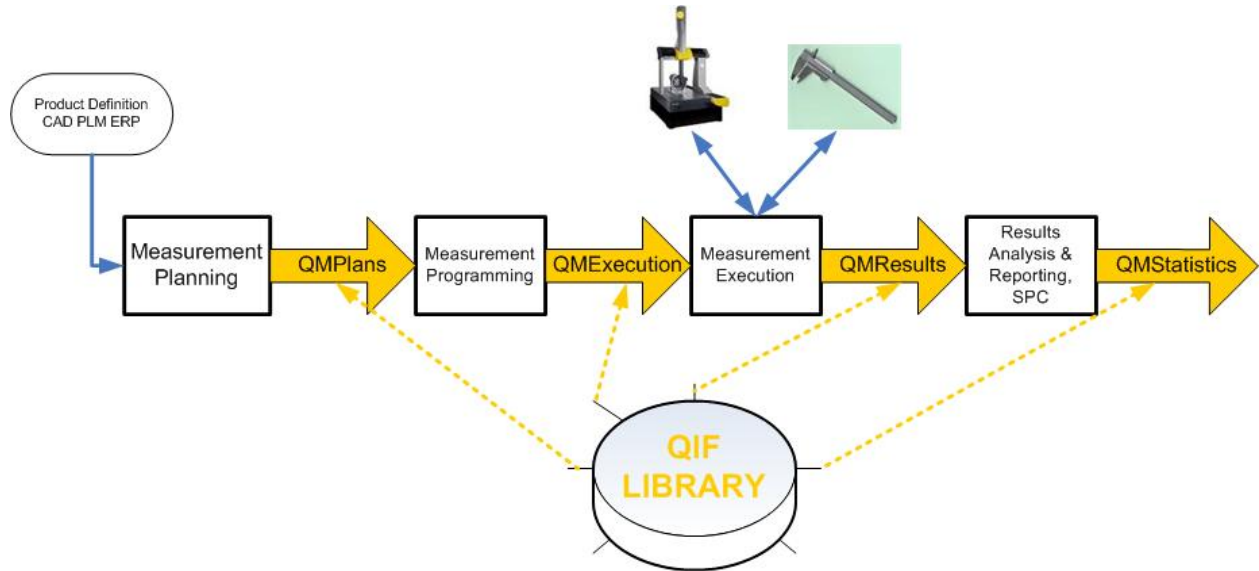 Product Definition
CAD PLM ERP
Measurement
Planning
QMPlans
Measurement
Programming
QMExecution
Measurement
Execution
QMResults
Results
Analysis &
Reporting,
SPC
QMStatistics
QIF
LIBRARY